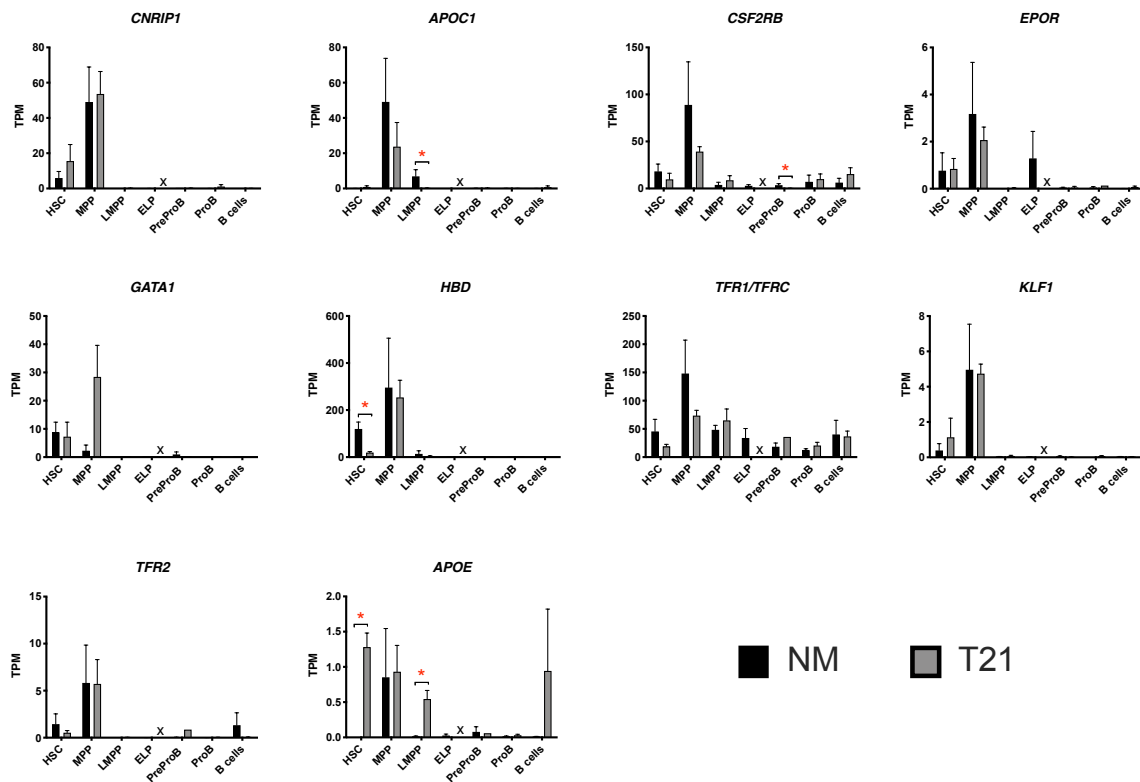 CNRIP1
TPM
80
60
40
20
0
X
HSC
MPP
LMPP
ELP
PreProB
ProB
B cells
APOC1
TPM
80
60
40
20
0
*
X
HSC
MPP
LMPP
ELP
PreProB
ProB
B cells
CSF2RB
TPM
150
100
50
0
X
*
HSC
MPP
LMPP
ELP
PreProB
ProB
B cells
EPOR
TPM
6
4
2
0
X
HSC
MPP
LMPP
ELP
PreProB
ProB
B cells
GATA1
TPM
50
40
30
20
10
0
X
HSC
MPP
LMPP
ELP
PreProB
ProB
B cells
HBD
TPM
600
400
200
0
*
X
HSC
MPP
LMPP
ELP
PreProB
ProB
B cells
TFR1/TFRC
TPM
250
200
150
100
50
0
X
HSC
MPP
LMPP
ELP
PreProB
ProB
B cells
KLF1
TPM
8
6
4
2
0
X
HSC
MPP
LMPP
ELP
PreProB
ProB
B cells
TFR2
TPM
15
10
5
0
X
HSC
MPP
LMPP
ELP
PreProB
ProB
B cells
APOE
TPM
2.0
1.5
1.0
0.5
0.0
*
*
X
HSC
MPP
LMPP
ELP
PreProB
ProB
B cells
NM
T21